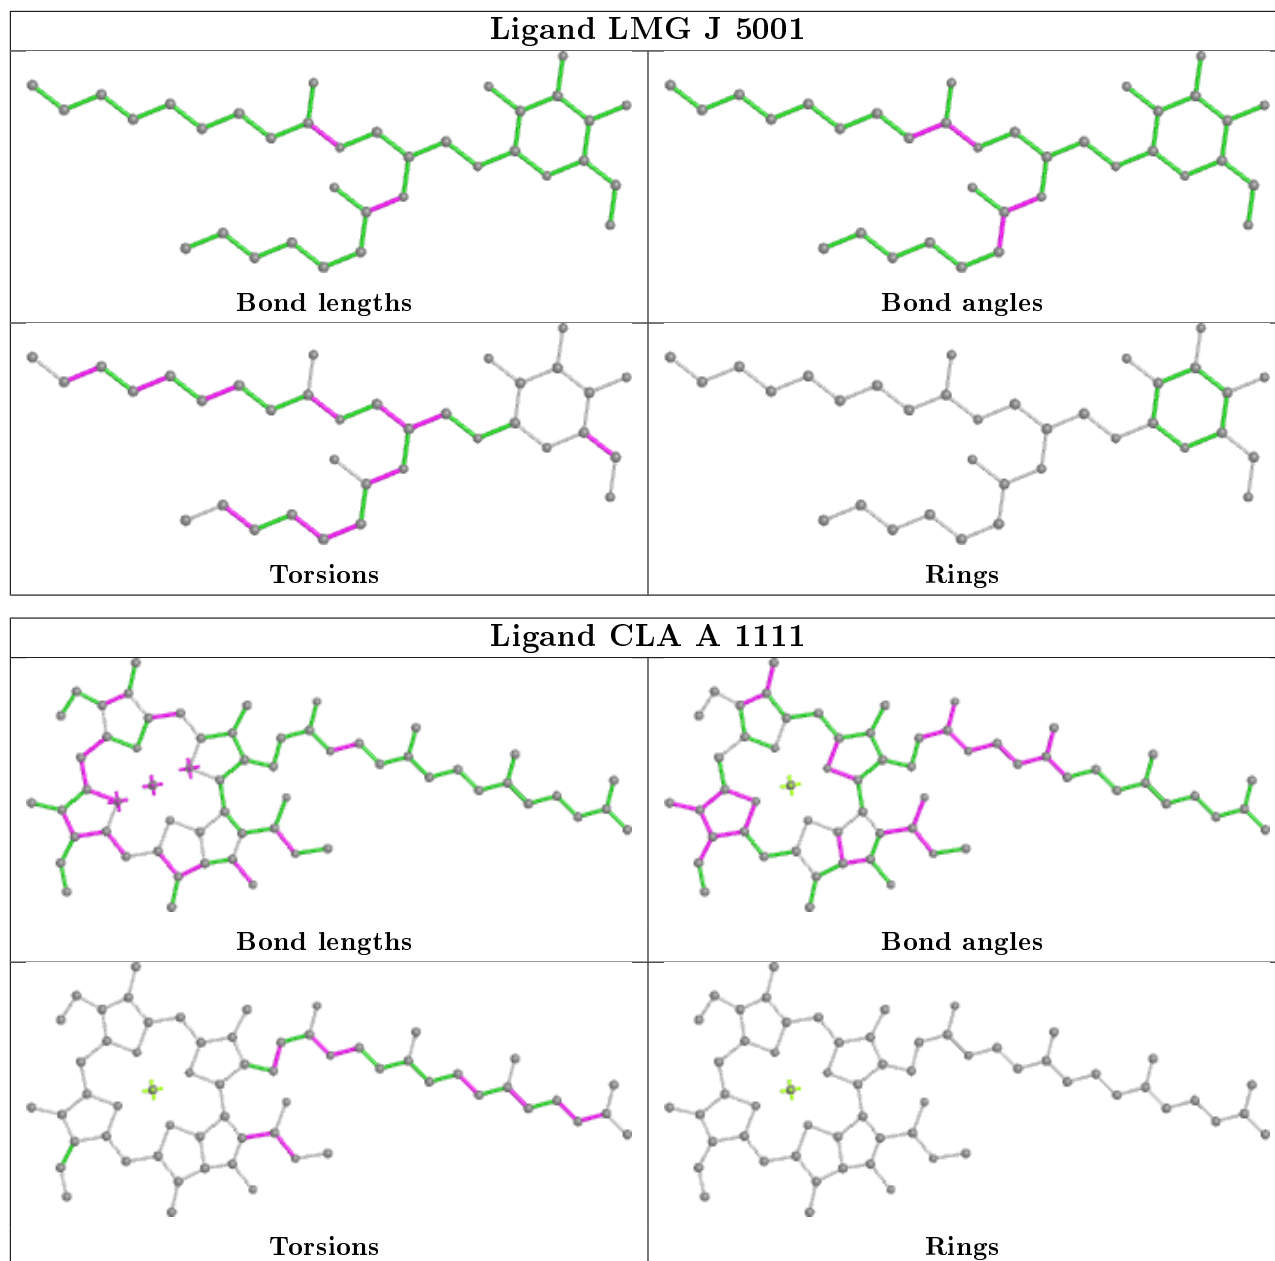 Ligand LMG J 5001
Bond lengths
Bond angles
Torsions
Rings
Ligand CLA A 1111
Bond lengths
Bond angles
Torsions
Rings